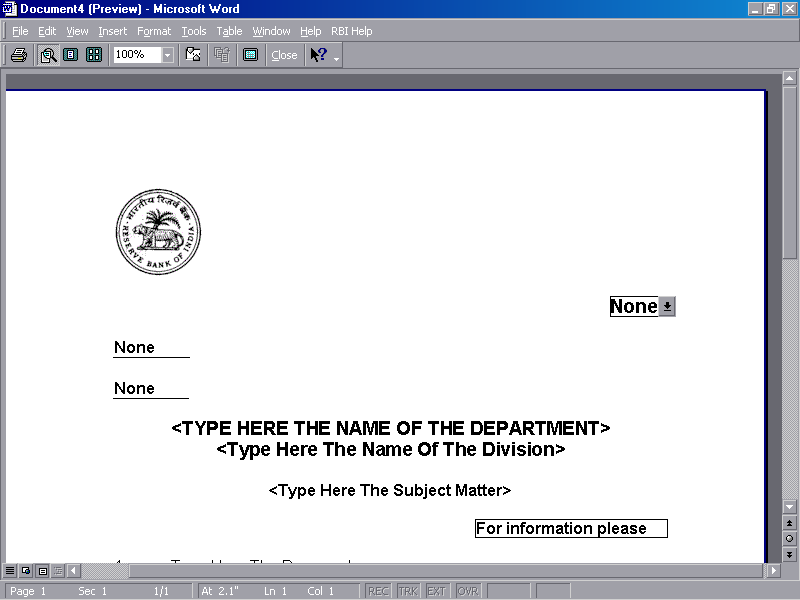 Document4 (Preview) - Microsoft Word
File Edit View Insert Format Tools Table Window Help RBI Help
100% Close
भारतीय रिज़र्व बैंक
RESERVE BANK OF INDIA
None
None
None
<TYPE HERE THE NAME OF THE DEPARTMENT>
<Type Here The Name Of The Division>
<Type Here The Subject Matter>
For information please
Page 1 Sec 1 1/1 At 2.1" Ln 1 Col 1 REC TRK EXT OVR